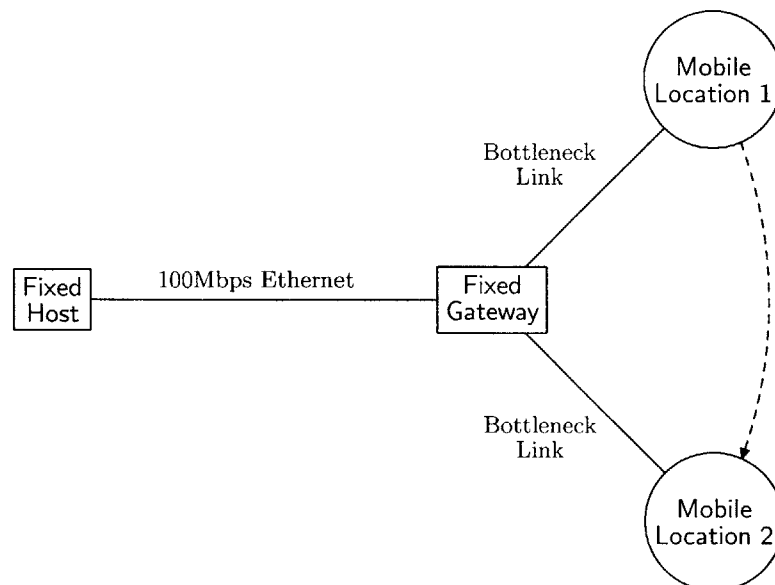 Mobile
Location 1
Bottleneck
Link
100Mbps Ethernet
Fixed
Host
Fixed
Gateway
Bottleneck
Link
Mobile
Location 2